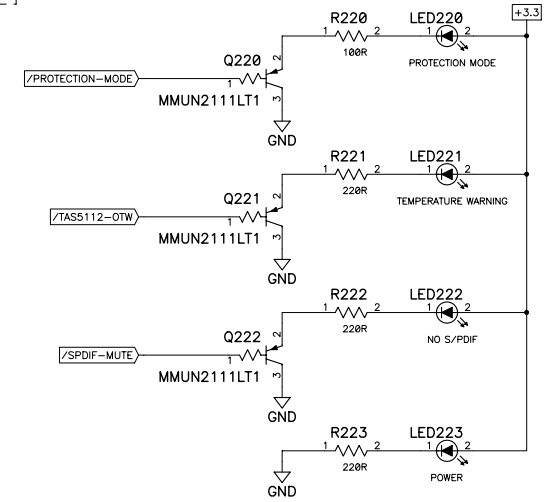 +3.3
R220 LED220
1 2 1 2
100R
PROTECTION MODE
Q220
2
/PROTECTION-MODE
1
3
MMUN2111LT1
GND
R221 LED221
1 2 1 2
220R
TEMPERATURE WARNING
Q221
2
/TAS5112-OTW
1
3
MMUN2111LT1
GND
R222 LED222
1 2 1 2
220R
NO S/PDIF
Q222
2
/SPDIF-MUTE
1
3
MMUN2111LT1
GND
R223 LED223
1 2 1 2
220R
POWER
GND